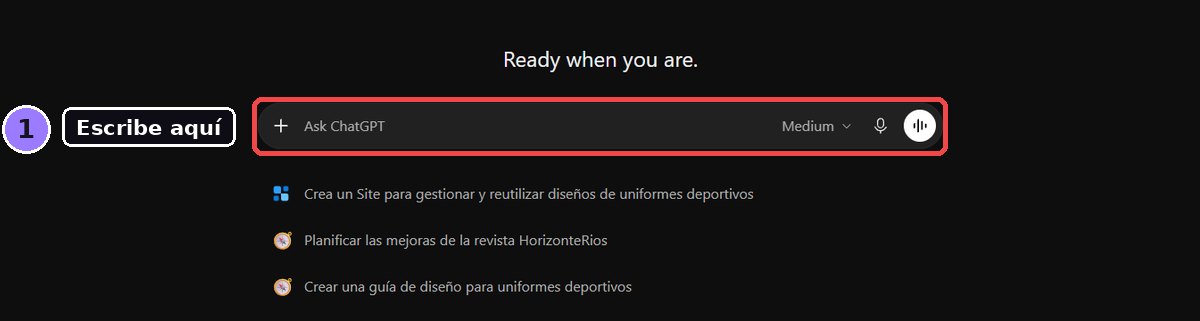 Ready when you are.
1 Escribe aquí
Ask ChatGPT Medium
Crea un Site para gestionar y reutilizar diseños de uniformes deportivos
Planificar las mejoras de la revista HorizonteRios
Crear una guía de diseño para uniformes deportivos